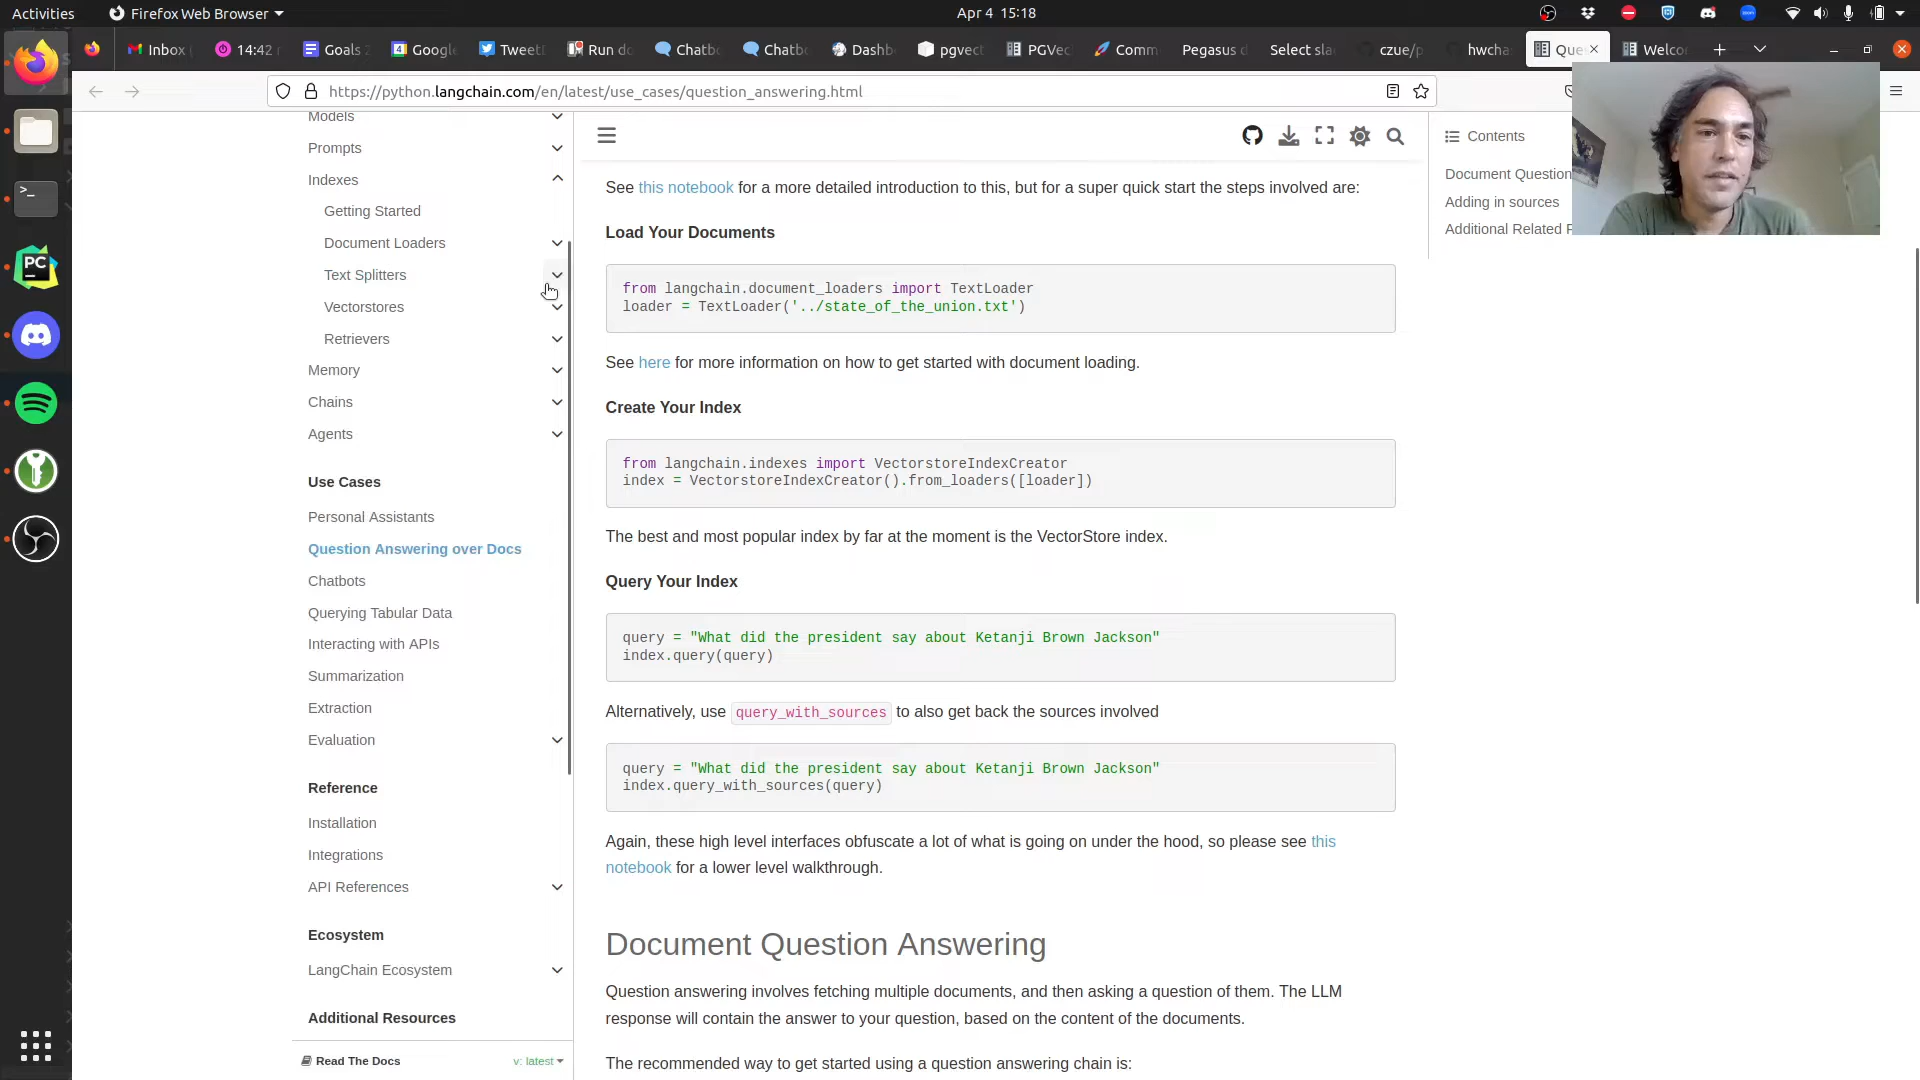 Activities
Firefox Web Browser
Apr 4 15:18
Inbox
14:42
Goals 2
Googl
Tweet
Run do
Chatb
Chatb
Dashb
pgvect
PGVec
Comm
Pegasus d
Select sla
czue/p
hwcha
Que
Welco
https://python.langchain.com/en/latest/use_cases/question_answering.html
Models
Prompts
Indexes
Getting Started
Document Loaders
Text Splitters
Vectorstores
Retrievers
Memory
Chains
Agents
Use Cases
Personal Assistants
Question Answering over Docs
Chatbots
Querying Tabular Data
Interacting with APIs
Summarization
Extraction
Evaluation
Reference
Installation
Integrations
API References
Ecosystem
LangChain Ecosystem
Additional Resources
Read The Docs
v: latest
See this notebook for a more detailed introduction to this, but for a super quick start the steps involved are:
Load Your Documents
from langchain.document_loaders import TextLoader
loader = TextLoader('../state_of_the_union.txt')
See here for more information on how to get started with document loading.
Create Your Index
from langchain.indexes import VectorstoreIndexCreator
index = VectorstoreIndexCreator().from_loaders([loader])
The best and most popular index by far at the moment is the VectorStore index.
Query Your Index
query = "What did the president say about Ketanji Brown Jackson"
index.query(query)
Alternatively, use query_with_sources to also get back the sources involved
query = "What did the president say about Ketanji Brown Jackson"
index.query_with_sources(query)
Again, these high level interfaces obfuscate a lot of what is going on under the hood, so please see this
notebook for a lower level walkthrough.
Document Question Answering
Question answering involves fetching multiple documents, and then asking a question of them. The LLM
response will contain the answer to your question, based on the content of the documents.
The recommended way to get started using a question answering chain is:
Contents
Document Question
Adding in sources
Additional Related